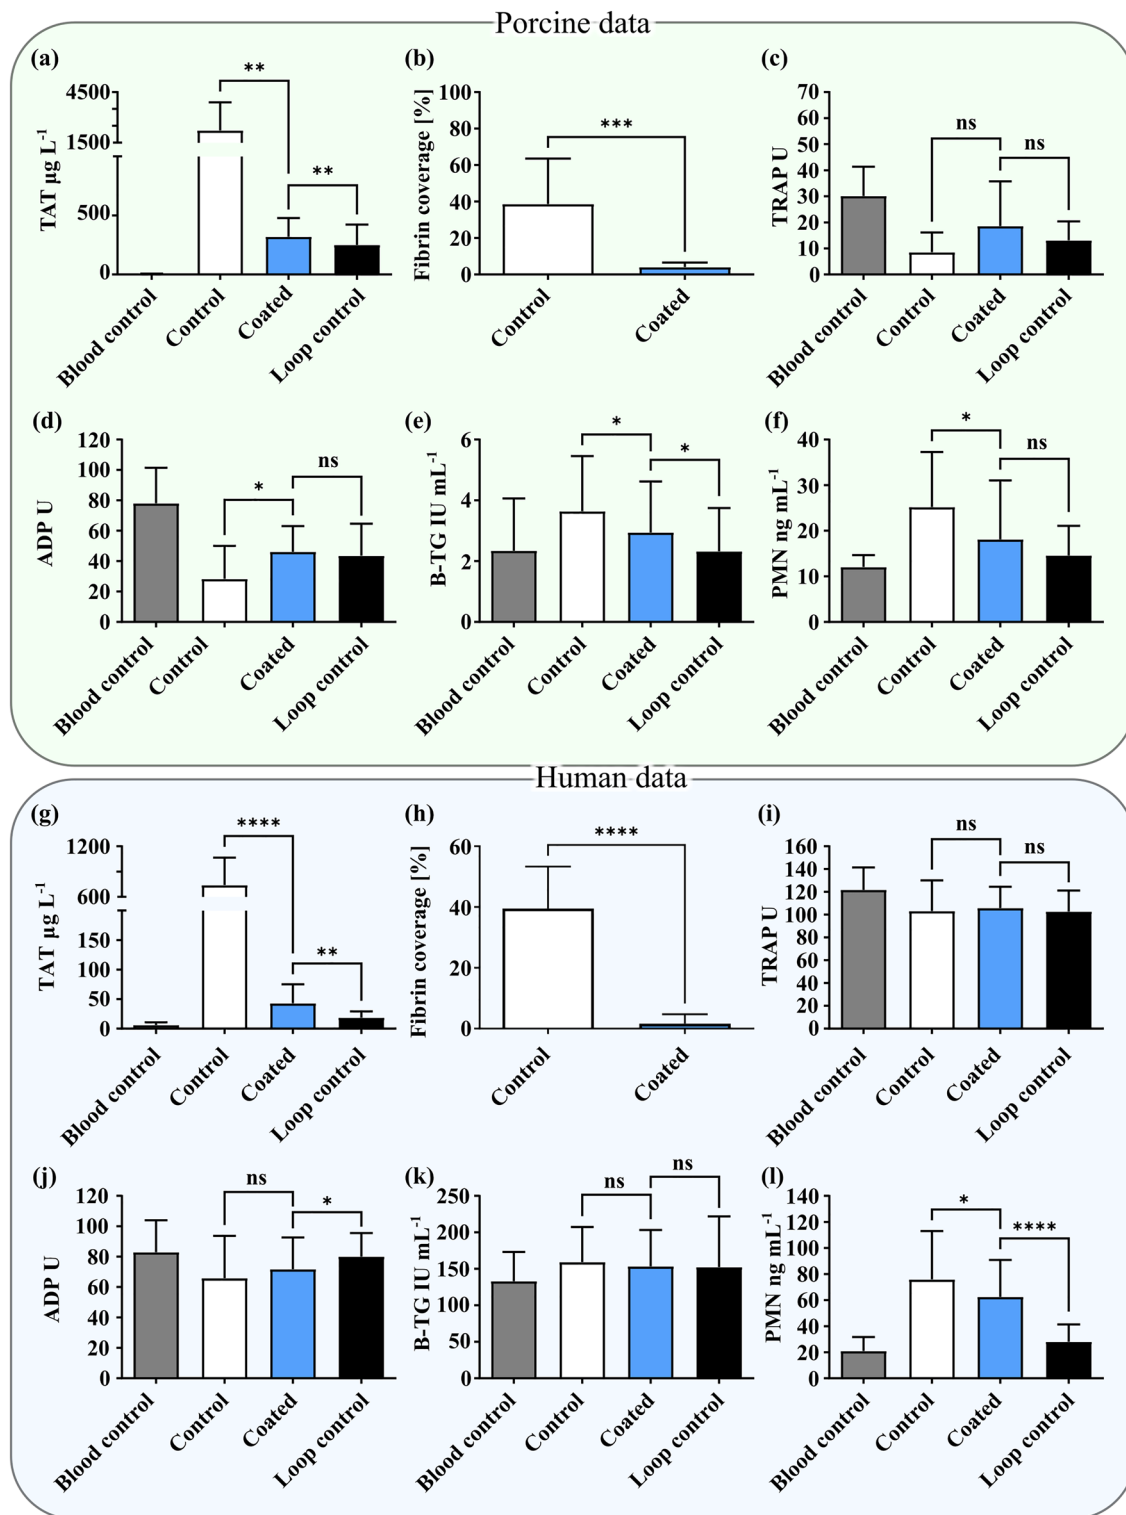 Porcine data
(a)
TAT µg L-1
4500
1500
500
0
**
**
Blood control
Control
Coated
Loop control
(b)
Fibrin coverage [%]
100
80
60
40
20
0
***
Control
Coated
(c)
TRAP U
70
60
50
40
30
20
10
0
ns
ns
Blood control
Control
Coated
Loop control
(d)
ADP U
120
100
80
60
40
20
0
*
ns
Blood control
Control
Coated
Loop control
(e)
B-TG IU mL-1
6
4
2
0
*
*
Blood control
Control
Coated
Loop control
(f)
PMN ng mL-1
40
30
20
10
0
*
ns
Blood control
Control
Coated
Loop control
Human data
(g)
TAT µg L-1
1200
600
150
100
50
0
****
**
Blood control
Control
Coated
Loop control
(h)
Fibrin coverage [%]
60
40
20
0
****
Control
Coated
(i)
TRAP U
160
140
120
100
80
60
40
20
0
ns
ns
Blood control
Control
Coated
Loop control
(j)
ADP U
120
100
80
60
40
20
0
ns
*
Blood control
Control
Coated
Loop control
(k)
B-TG IU mL-1
250
200
150
100
50
0
ns
ns
Blood control
Control
Coated
Loop control
(l)
PMN ng mL-1
140
120
100
80
60
40
20
0
*
****
Blood control
Control
Coated
Loop control